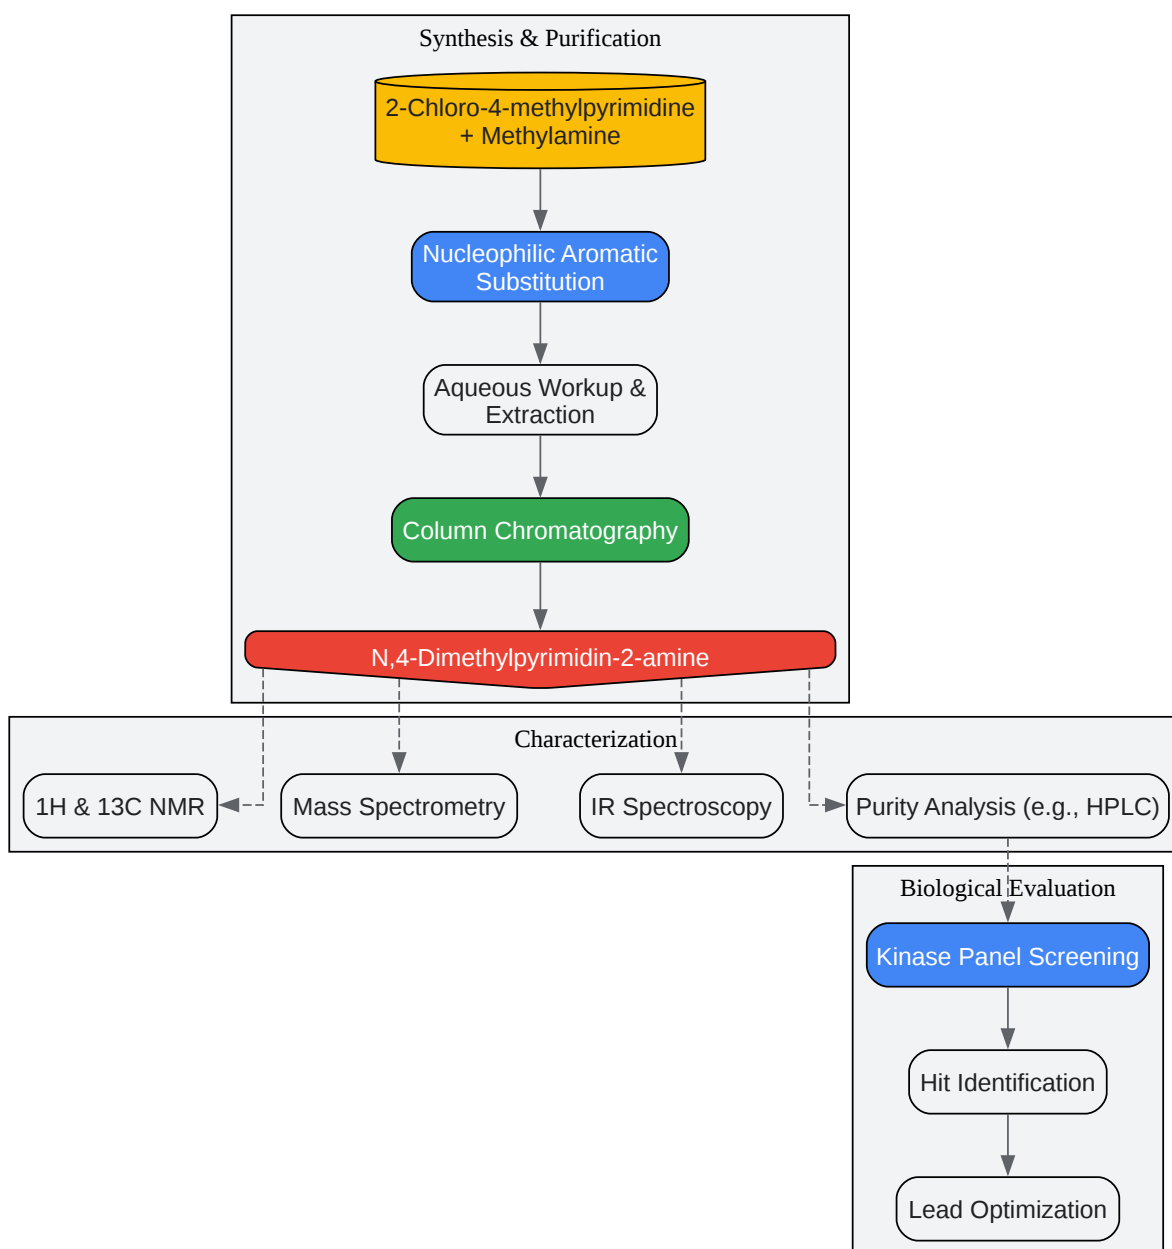 Synthesis & Purification
2-Chloro-4-methylpyrimidine
+ Methylamine
Nucleophilic Aromatic
Substitution
Aqueous Workup &
Extraction
Column Chromatography
N,4-Dimethylpyrimidin-2-amine
Characterization
1H & 13C NMR
Mass Spectrometry
IR Spectroscopy
Purity Analysis (e.g., HPLC)
Biological Evaluation
Kinase Panel Screening
Hit Identification
Lead Optimization